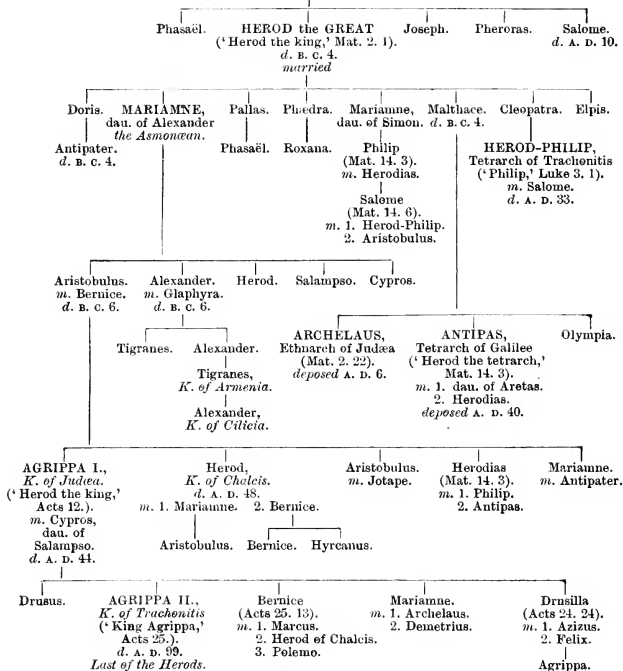 Phasaël. HEROD the GREAT Joseph. Pheroras. Salome.
(‘Herod the king,’ Mat. 2. 1). d. A. D. 10.
d. B. C. 4.
married
Doris. MARIAMNE, Pallas. Phædra. Mariamne, Malthace. Cleopatra. Elpis.
dau. of Alexander dau. of Simon. d. B. C. 4.
the Asmonæan.
Antipater. Phasaël. Roxana. Philip HEROD-PHILIP,
d. B. C. 4. (Mat. 14. 3). Tetrarch of Trachonitis
m. Herodias. (‘Philip,’ Luke 3. 1).
m. Salome.
Salome d. A. D. 33.
(Mat. 14. 6).
m. 1. Herod-Philip.
2. Aristobulus.
Aristobulus. Alexander. Herod. Salampso. Cypros.
m. Bernice. m. Glaphyra.
d. B. C. 6. d. B. C. 6.
Tigranes. Alexander. ARCHELAUS, ANTIPAS, Olympia.
Ethnarch of Judæa Tetrarch of Galilee
Tigranes, (Mat. 2. 22). (‘Herod the tetrarch,’
K. of Armenia. deposed A. D. 6. Mat. 14. 3).
m. 1. dau. of Aretas.
Alexander, 2. Herodias.
K. of Cilicia. deposed A. D. 40.
AGRIPPA I., Herod, Aristobulus. Herodias Mariamne.
K. of Judæa. K. of Chalcis. m. Jotape. (Mat. 14. 3). m. Antipater.
(‘Herod the king,’ d. A. D. 48. m. 1. Philip.
Acts 12.). m. 1. Mariamne. 2. Bernice. 2. Antipas.
m. Cypros,
dau. of
Salampso. Aristobulus. Bernice. Hyrcanus.
d. A. D. 44.
Drusus. AGRIPPA II., Bernice Mariamne. Drusilla
K. of Trachonitis (Acts 25. 13). m. 1. Archelaus. (Acts 24. 24).
(‘King Agrippa,’ m. 1. Marcus. 2. Demetrius. m. 1. Azizus.
Acts 25.). 2. Herod of Chalcis. 2. Felix.
d. A. D. 99. 3. Polemo.
Last of the Herods. Agrippa.